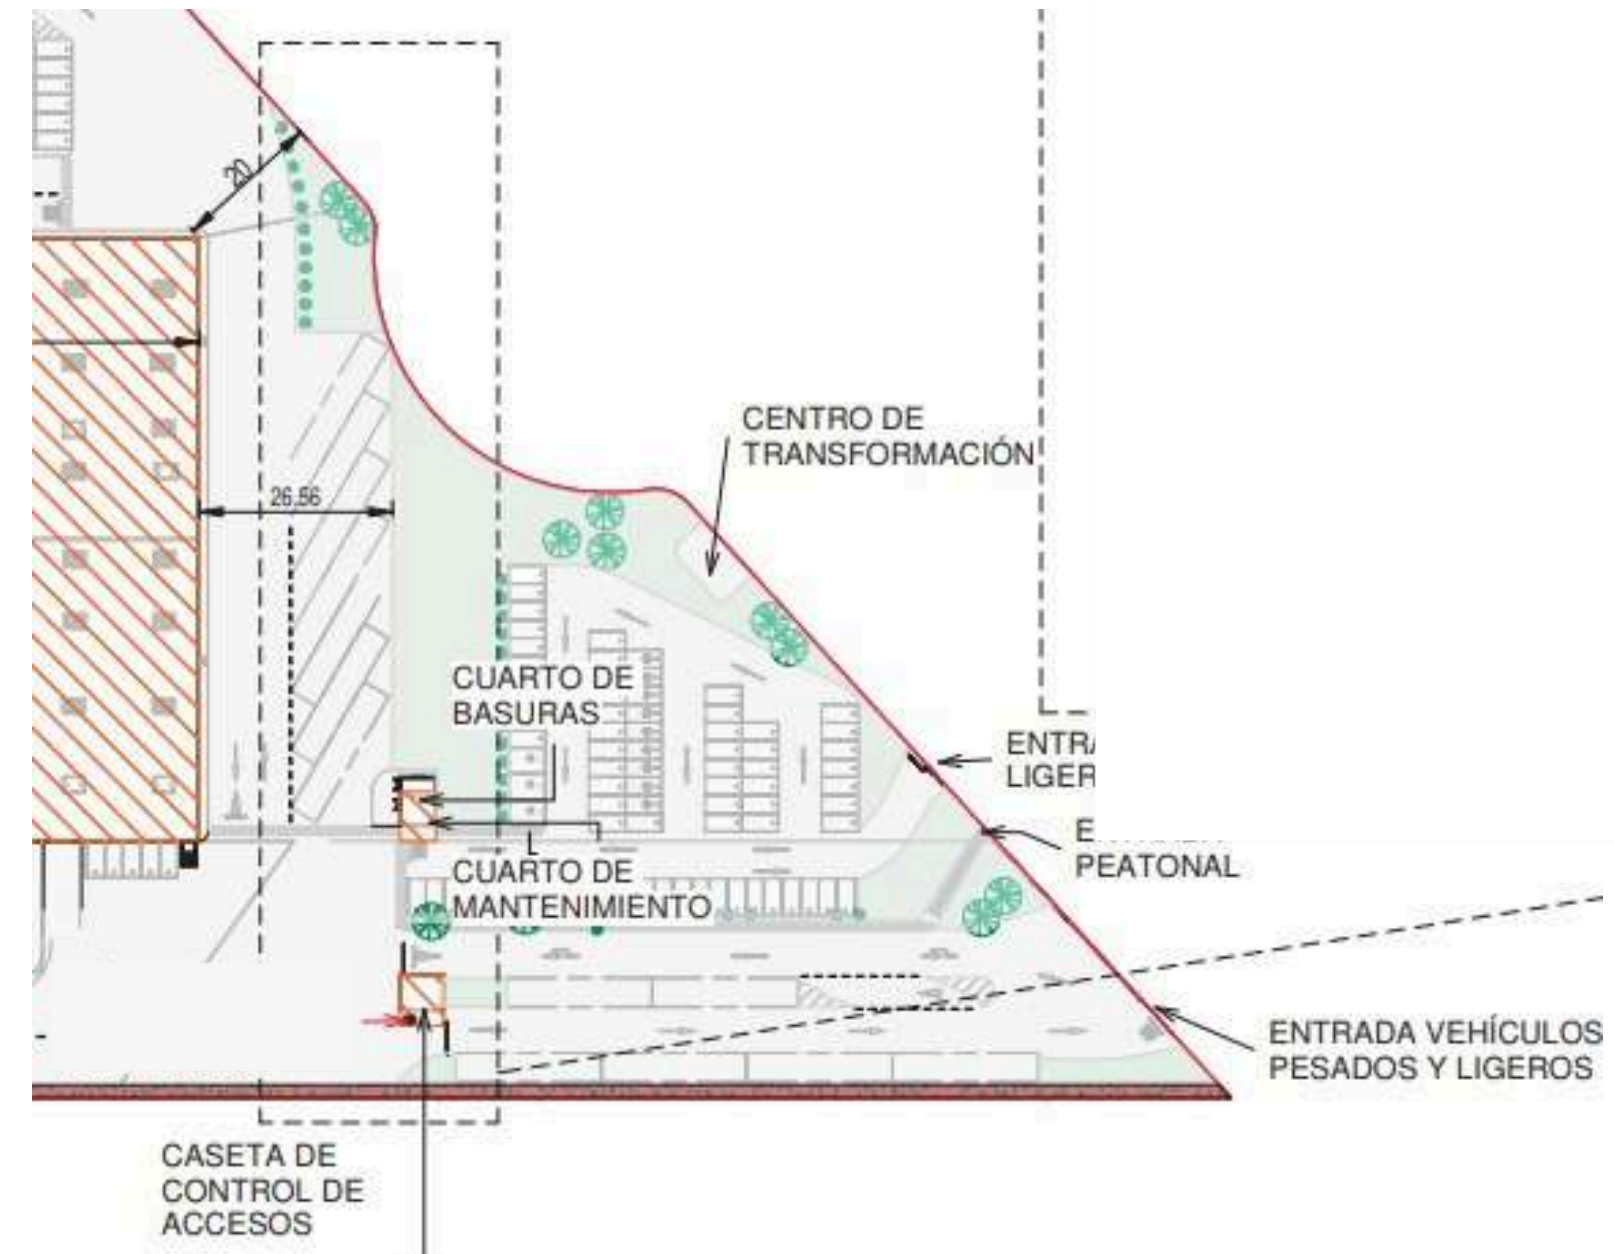 20
CENTRO DE
TRANSFORMACIÓN
26,56
CUARTO DE
BASURAS
ENTRA
LIGER
E
PEATONAL
CUARTO DE
MANTENIMIENTO
ENTRADA VEHÍCULOS
PESADOS Y LIGEROS
CASETA DE
CONTROL DE
ACCESOS